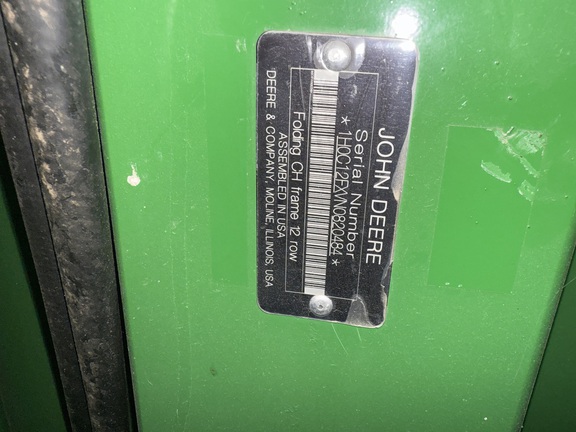 JOHN DEERE
Serial Number
*1H0C12FXVN0820484*
Folding CH frame 12 row
ASSEMBLED IN USA
DEERE & COMPANY, MOLINE, ILLINOIS, USA